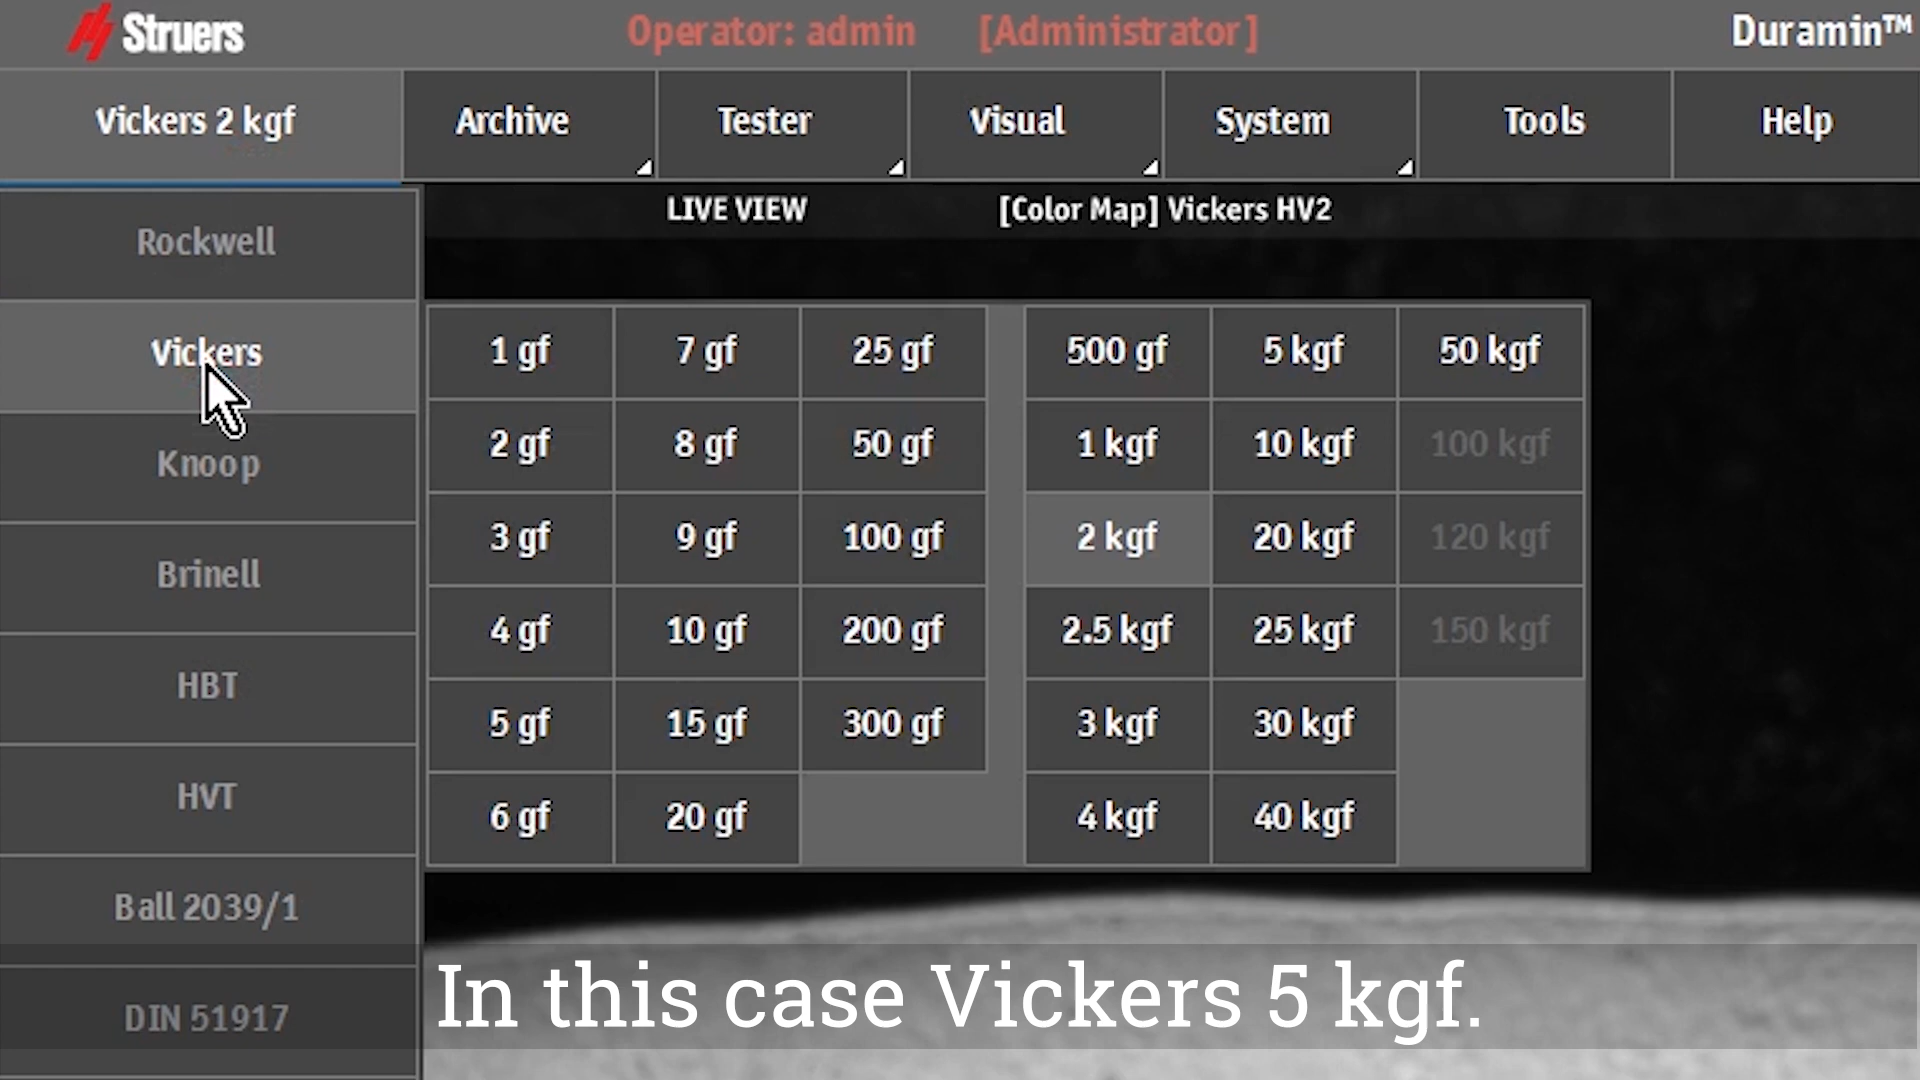 Struers
Operator: admin [Administrator]
Duramin™
Vickers 2 kgf
Archive
Tester
Visual
System
Tools
Help
LIVE VIEW
[Color Map] Vickers HV2
Rockwell
Vickers
Knoop
Brinell
HBT
HVT
Ball 2039/1
DIN 51917
1 gf 7 gf 25 gf 500 gf 5 kgf 50 kgf
2 gf 8 gf 50 gf 1 kgf 10 kgf 100 kgf
3 gf 9 gf 100 gf 2 kgf 20 kgf 120 kgf
4 gf 10 gf 200 gf 2.5 kgf 25 kgf 150 kgf
5 gf 15 gf 300 gf 3 kgf 30 kgf
6 gf 20 gf 4 kgf 40 kgf
In this case Vickers 5 kgf.